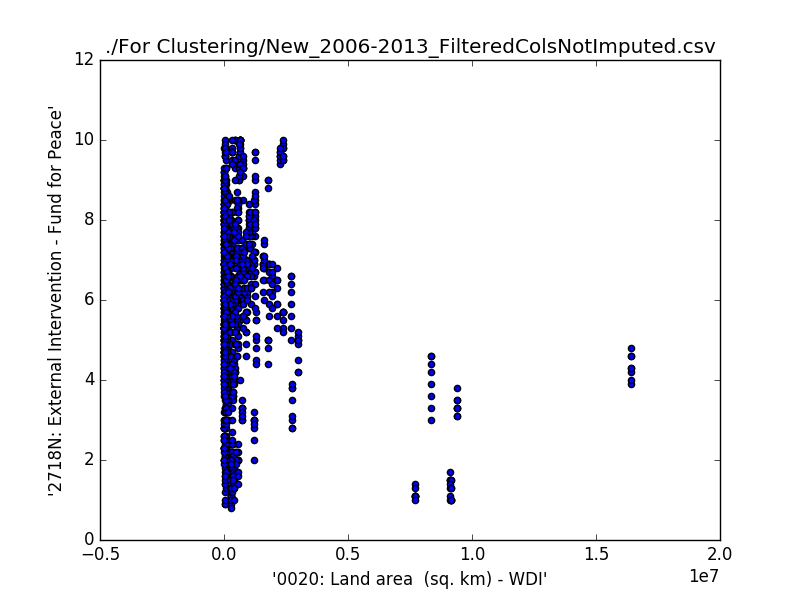 ./For Clustering/New_2006-2013_FilteredColsNotImputed.csv
12
10
8
6
4
2
0
'2718N: External Intervention - Fund for Peace'
−0.5 0.0 0.5 1.0 1.5 2.0
1e7
'0020: Land area  (sq. km) - WDI'